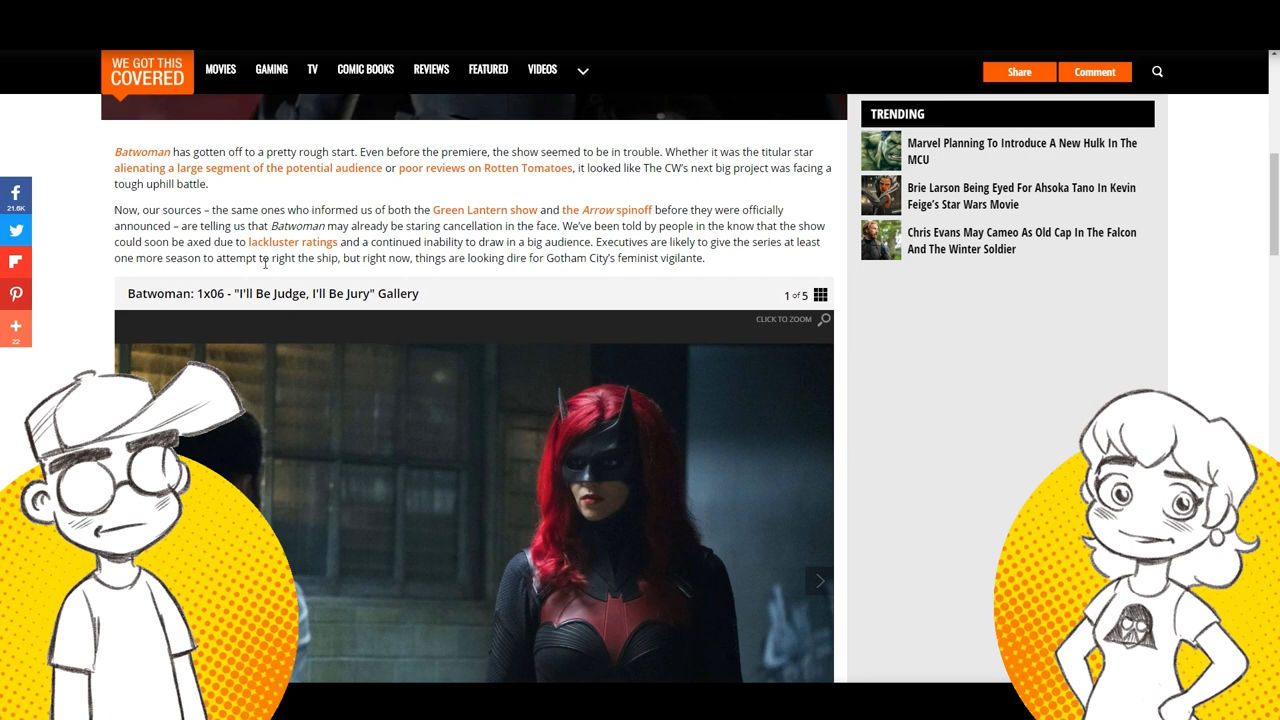 WE GOT THIS
COVERED
MOVIES
GAMING
TV
COMIC BOOKS
REVIEWS
FEATURED
VIDEOS
Share
Comment
21.6K
22
Batwoman has gotten off to a pretty rough start. Even before the premiere, the show seemed to be in trouble. Whether it was the titular star
alienating a large segment of the potential audience or poor reviews on Rotten Tomatoes, it looked like The CW's next big project was facing a
tough uphill battle.
Now, our sources – the same ones who informed us of both the Green Lantern show and the Arrow spinoff before they were officially
announced – are telling us that Batwoman may already be staring cancellation in the face. We've been told by people in the know that the show
could soon be axed due to lackluster ratings and a continued inability to draw in a big audience. Executives are likely to give the series at least
one more season to attempt to right the ship, but right now, things are looking dire for Gotham City's feminist vigilante.
Batwoman: 1x06 - "I'll Be Judge, I'll Be Jury" Gallery
1 of 5
CLICK TO ZOOM
TRENDING
Marvel Planning To Introduce A New Hulk In The
MCU
Brie Larson Being Eyed For Ahsoka Tano In Kevin
Feige's Star Wars Movie
Chris Evans May Cameo As Old Cap In The Falcon
And The Winter Soldier